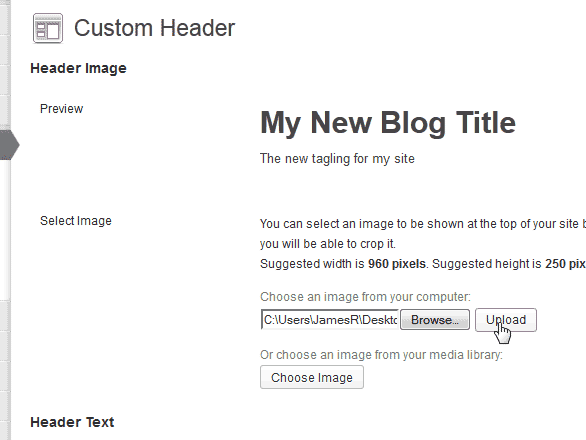 Custom Header
Header Image
Preview
My New Blog Title
The new tagling for my site
Select Image
You can select an image to be shown at the top of your site b
you will be able to crop it.
Suggested width is 960 pixels. Suggested height is 250 pix
Choose an image from your computer:
C:\Users\JamesR\Deskto Browse... Upload
Or choose an image from your media library:
Choose Image
Header Text